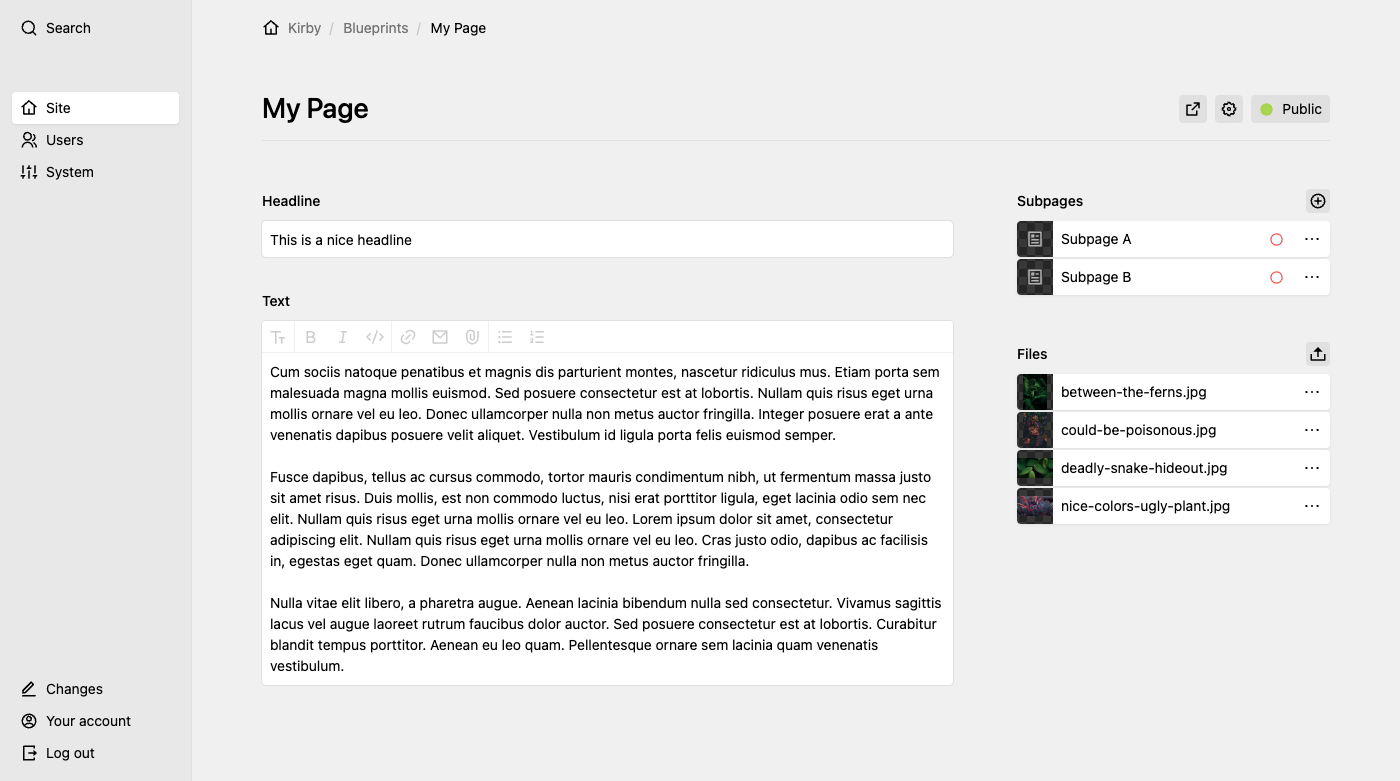 Search
Site
Users
System
Changes
Your account
Log out
Kirby / Blueprints / My Page
My Page
Public
Headline
This is a nice headline
Text
Cum sociis natoque penatibus et magnis dis parturient montes, nascetur ridiculus mus. Etiam porta sem
malesuada magna mollis euismod. Sed posuere consectetur est at lobortis. Nullam quis risus eget urna
mollis ornare vel eu leo. Donec ullamcorper nulla non metus auctor fringilla. Integer posuere erat a ante
venenatis dapibus posuere velit aliquet. Vestibulum id ligula porta felis euismod semper.
Fusce dapibus, tellus ac cursus commodo, tortor mauris condimentum nibh, ut fermentum massa justo
sit amet risus. Duis mollis, est non commodo luctus, nisi erat porttitor ligula, eget lacinia odio sem nec
elit. Nullam quis risus eget urna mollis ornare vel eu leo. Lorem ipsum dolor sit amet, consectetur
adipiscing elit. Nullam quis risus eget urna mollis ornare vel eu leo. Cras justo odio, dapibus ac facilisis
in, egestas eget quam. Donec ullamcorper nulla non metus auctor fringilla.
Nulla vitae elit libero, a pharetra augue. Aenean lacinia bibendum nulla sed consectetur. Vivamus sagittis
lacus vel augue laoreet rutrum faucibus dolor auctor. Sed posuere consectetur est at lobortis. Curabitur
blandit tempus porttitor. Aenean eu leo quam. Pellentesque ornare sem lacinia quam venenatis
vestibulum.
Subpages
Subpage A
Subpage B
Files
between-the-ferns.jpg
could-be-poisonous.jpg
deadly-snake-hideout.jpg
nice-colors-ugly-plant.jpg